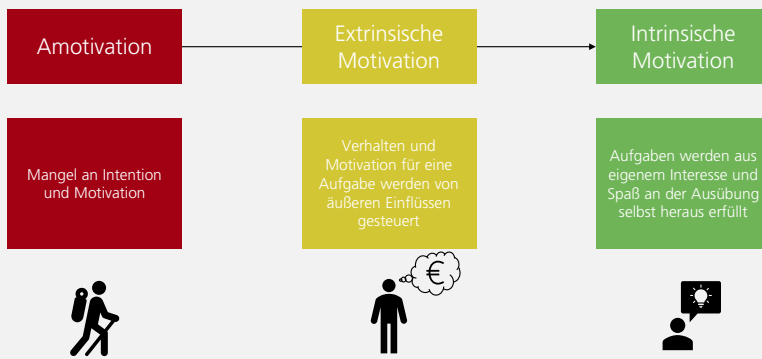 Amotivation
Extrinsische
Motivation
Intrinsische
Motivation
Mangel an Intention
und Motivation
Verhalten und
Motivation für eine
Aufgabe werden von
äußeren Einflüssen
gesteuert
Aufgaben werden aus
eigenem Interesse und
Spaß an der Ausübung
selbst heraus erfüllt
€